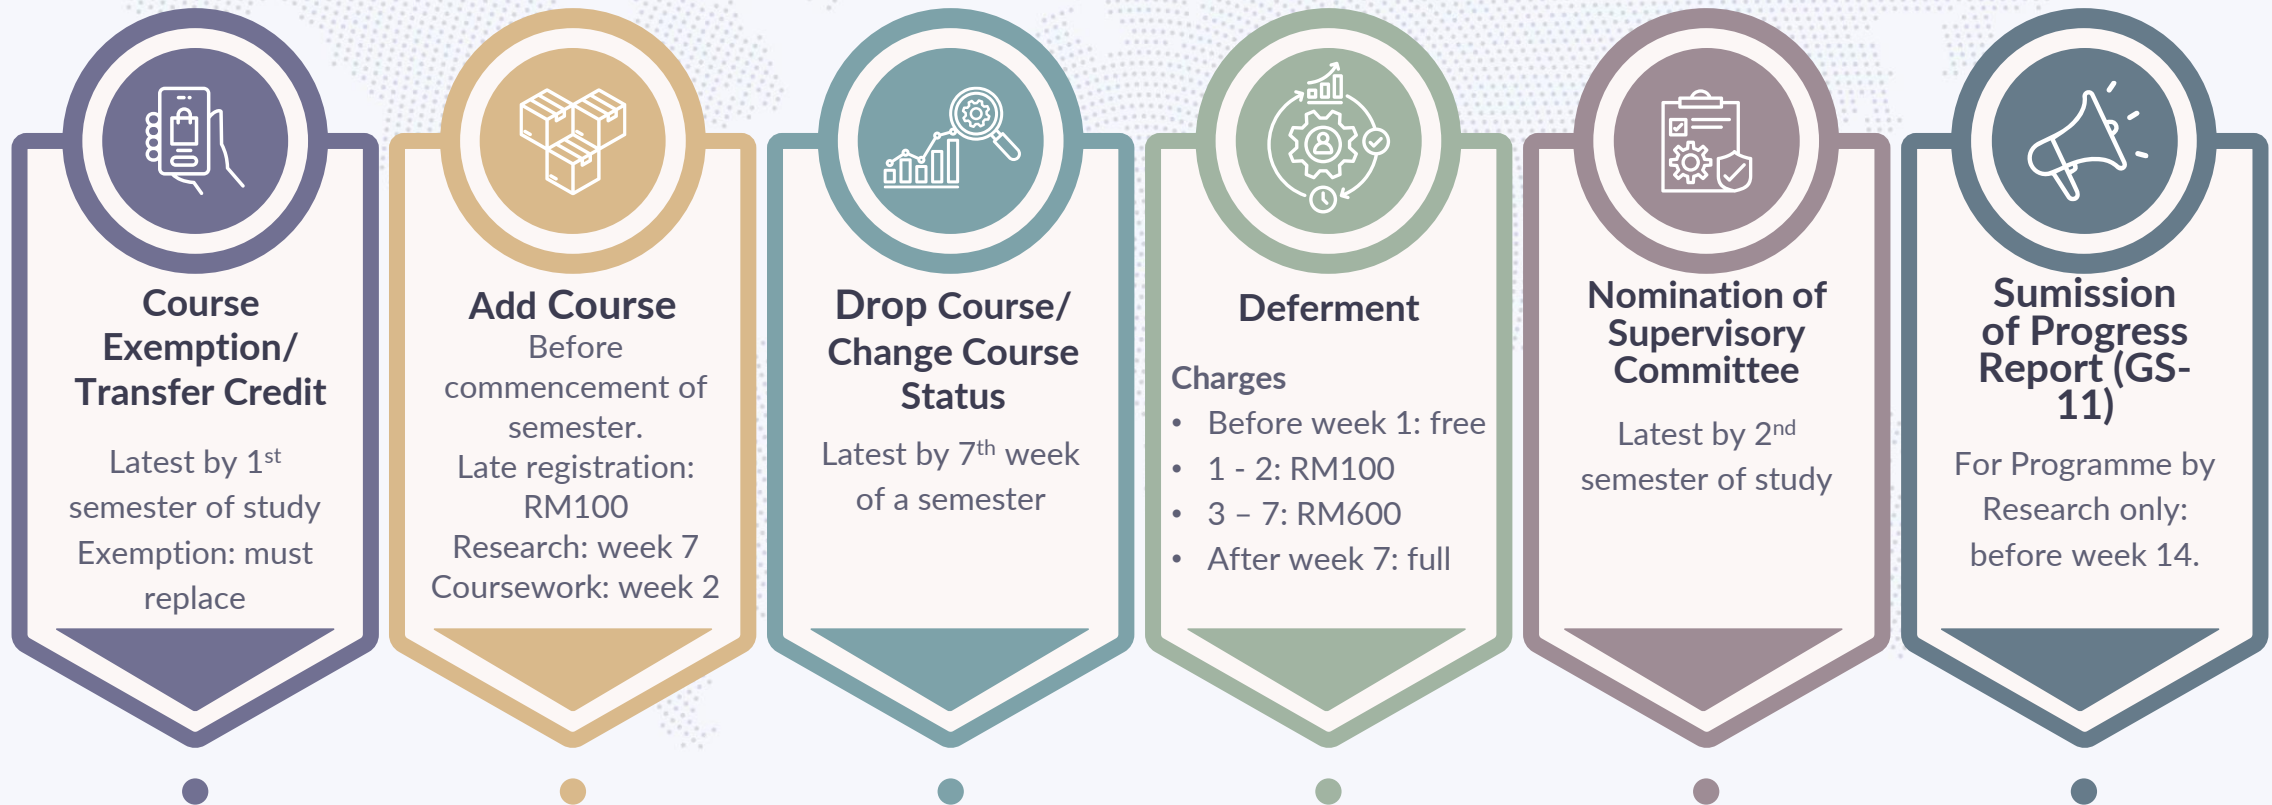 Course
Exemption/
Transfer Credit
Latest by 1st
semester of study
Exemption: must
replace
Add Course
Before
commencement of
semester.
Late registration:
RM100
Research: week 7
Coursework: week 2
Drop Course/
Change Course
Status
Latest by 7th week
of a semester
Deferment
Charges
• Before week 1: free
• 1 - 2: RM100
• 3 – 7: RM600
• After week 7: full
Nomination of
Supervisory
Committee
Latest by 2nd
semester of study
Sumission
of Progress
Report (GS-
11)
For Programme by
Research only:
before week 14.